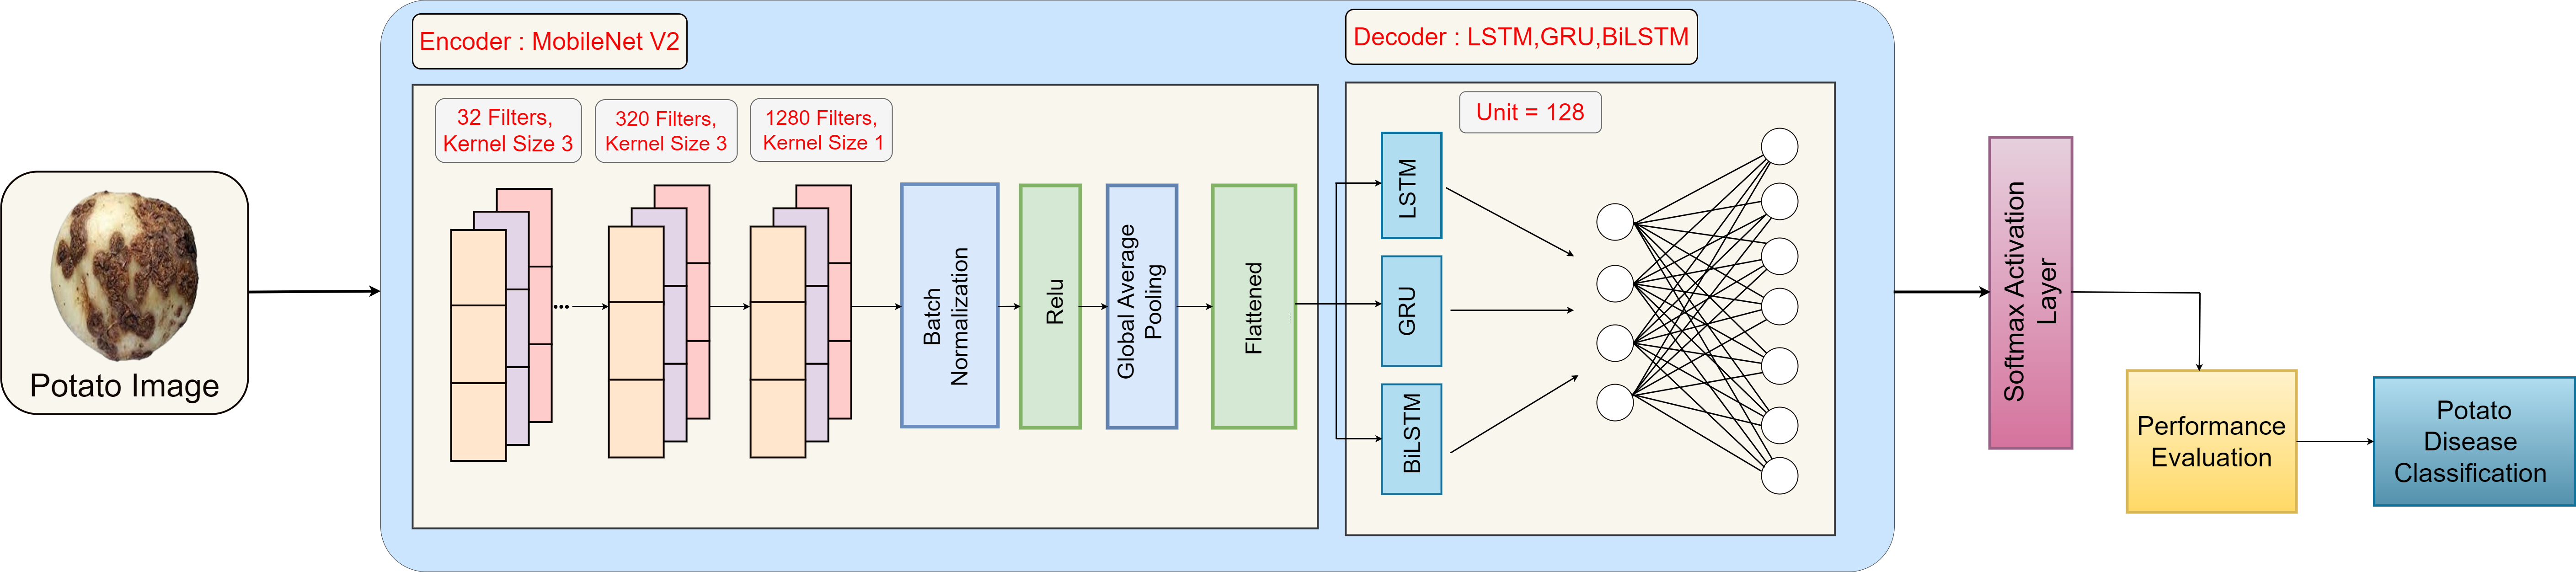 Encoder : MobileNet V2
Decoder : LSTM,GRU,BiLSTM
32 Filters,
Kernel Size 3
320 Filters,
Kernel Size 3
1280 Filters,
Kernel Size 1
Unit = 128
Potato Image
Batch
Normalization
Relu
Global Average
Pooling
Flattened
LSTM
GRU
BiLSTM
Softmax Activation
Layer
Performance
Evaluation
Potato
Disease
Classification